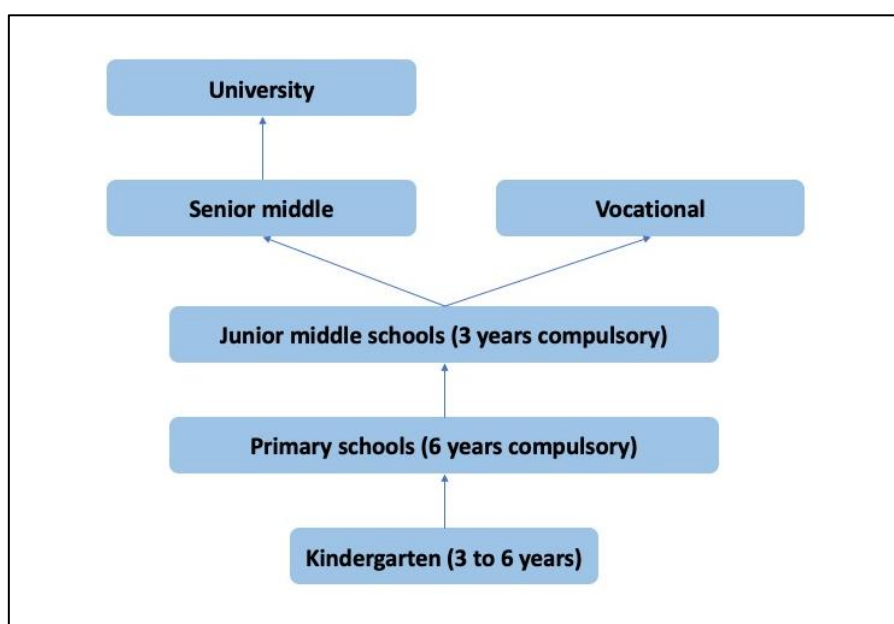 University
Senior middle
Vocational
Junior middle schools (3 years compulsory)
Primary schools (6 years compulsory)
Kindergarten (3 to 6 years)